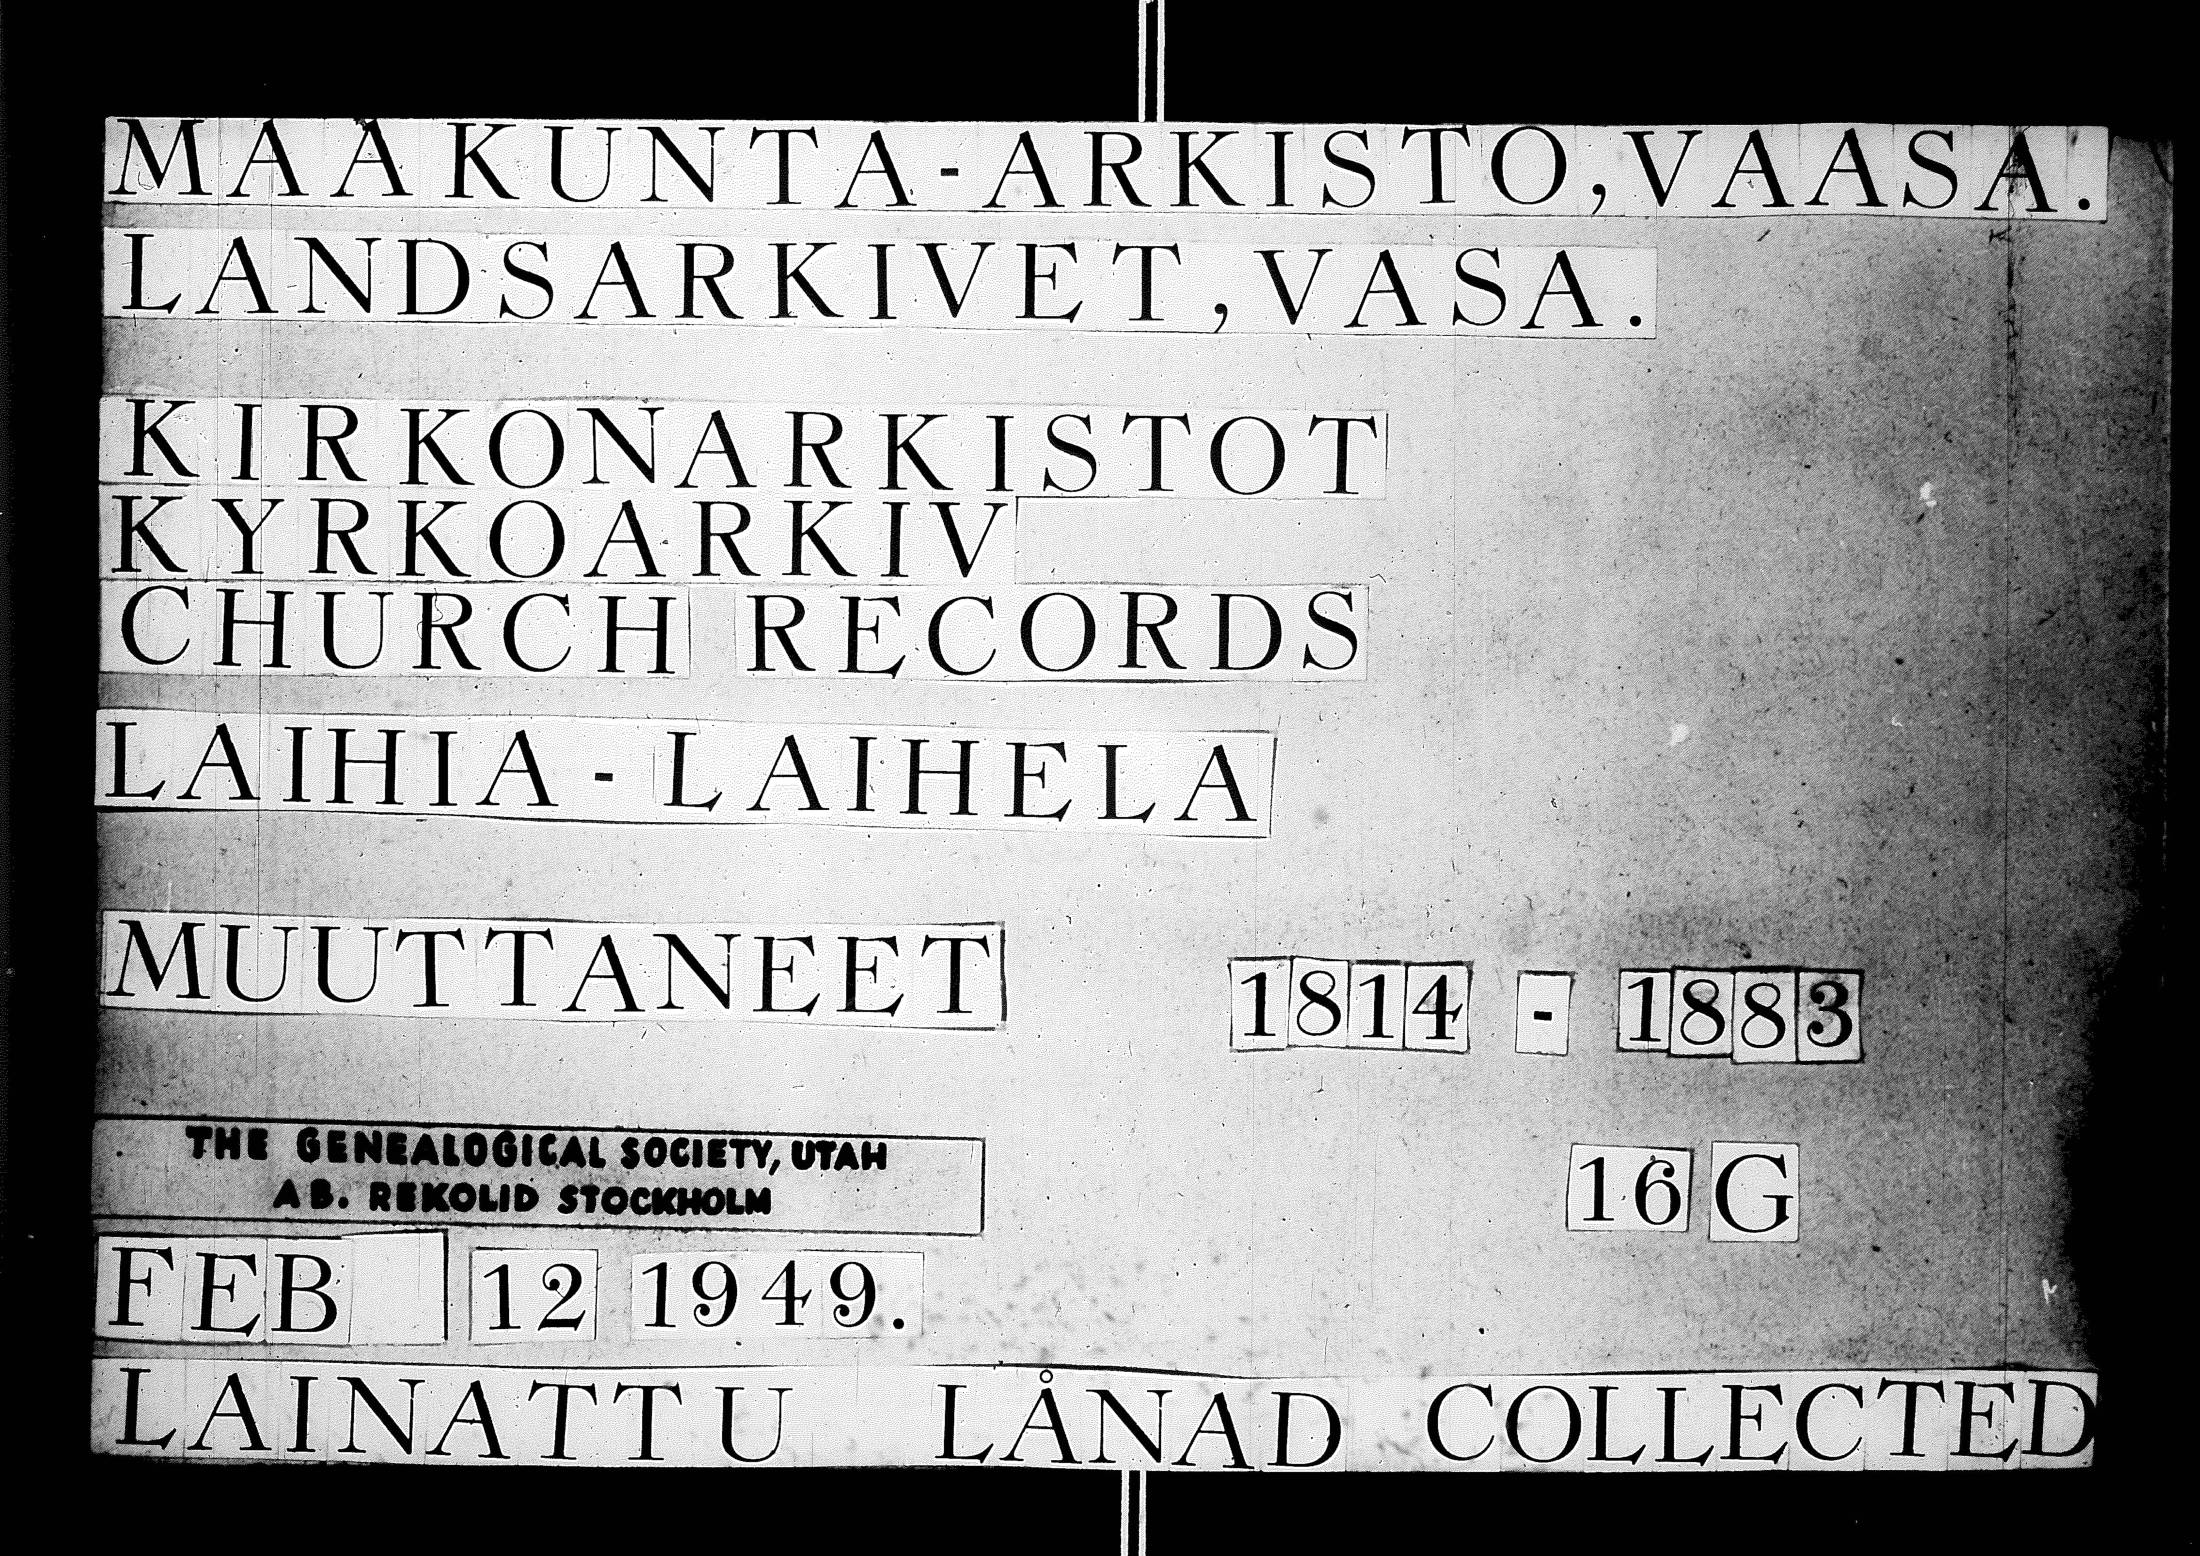 MAAKUNTA-ARKISTO, VAASA.
LANDSARKIVET, VASA.
KIRKONARKISTOT
KYRKOARKIV
CHURCH RECORDS
LAIHIA - LAIHELA
MUUTTANEET 1814 - 1883
THE GENEALOGICAL SOCIETY, UTAH
AB. REKOLID STOCKHOLM
16 G
FEB 12 1949.
LAINATTU LÅNAD COLLECTED